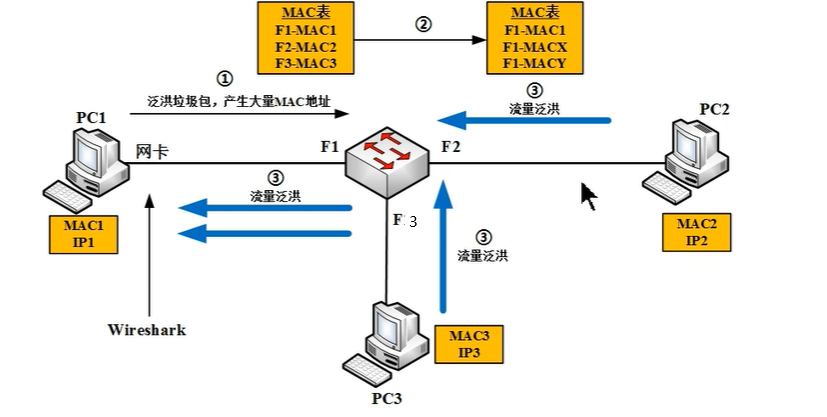 MAC表
F1-MAC1
F2-MAC2
F3-MAC3
②
MAC表
F1-MAC1
F1-MACX
F1-MACY
①
泛洪垃圾包，产生大量MAC地址
③
流量泛洪
PC1
PC2
网卡
F1
F2
③
流量泛洪
MAC1
IP1
F 3
③
流量泛洪
MAC2
IP2
Wireshark
MAC3
IP3
PC3